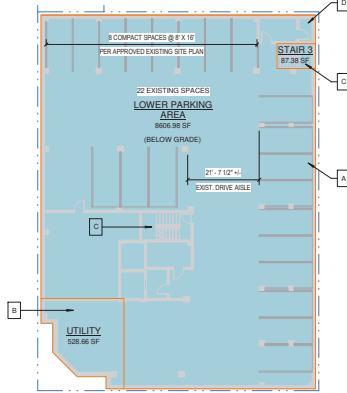 D
8 COMPACT SPACES @ 8' X 16'
PER APPROVED EXISTING SITE PLAN
STAIR 3
87.38 SF
C
22 EXISTING SPACES
LOWER PARKING
AREA
8606.98 SF
(BELOW GRADE)
21' - 7 1/2" +/-
EXIST. DRIVE AISLE
A
C
B
UTILITY
528.66 SF